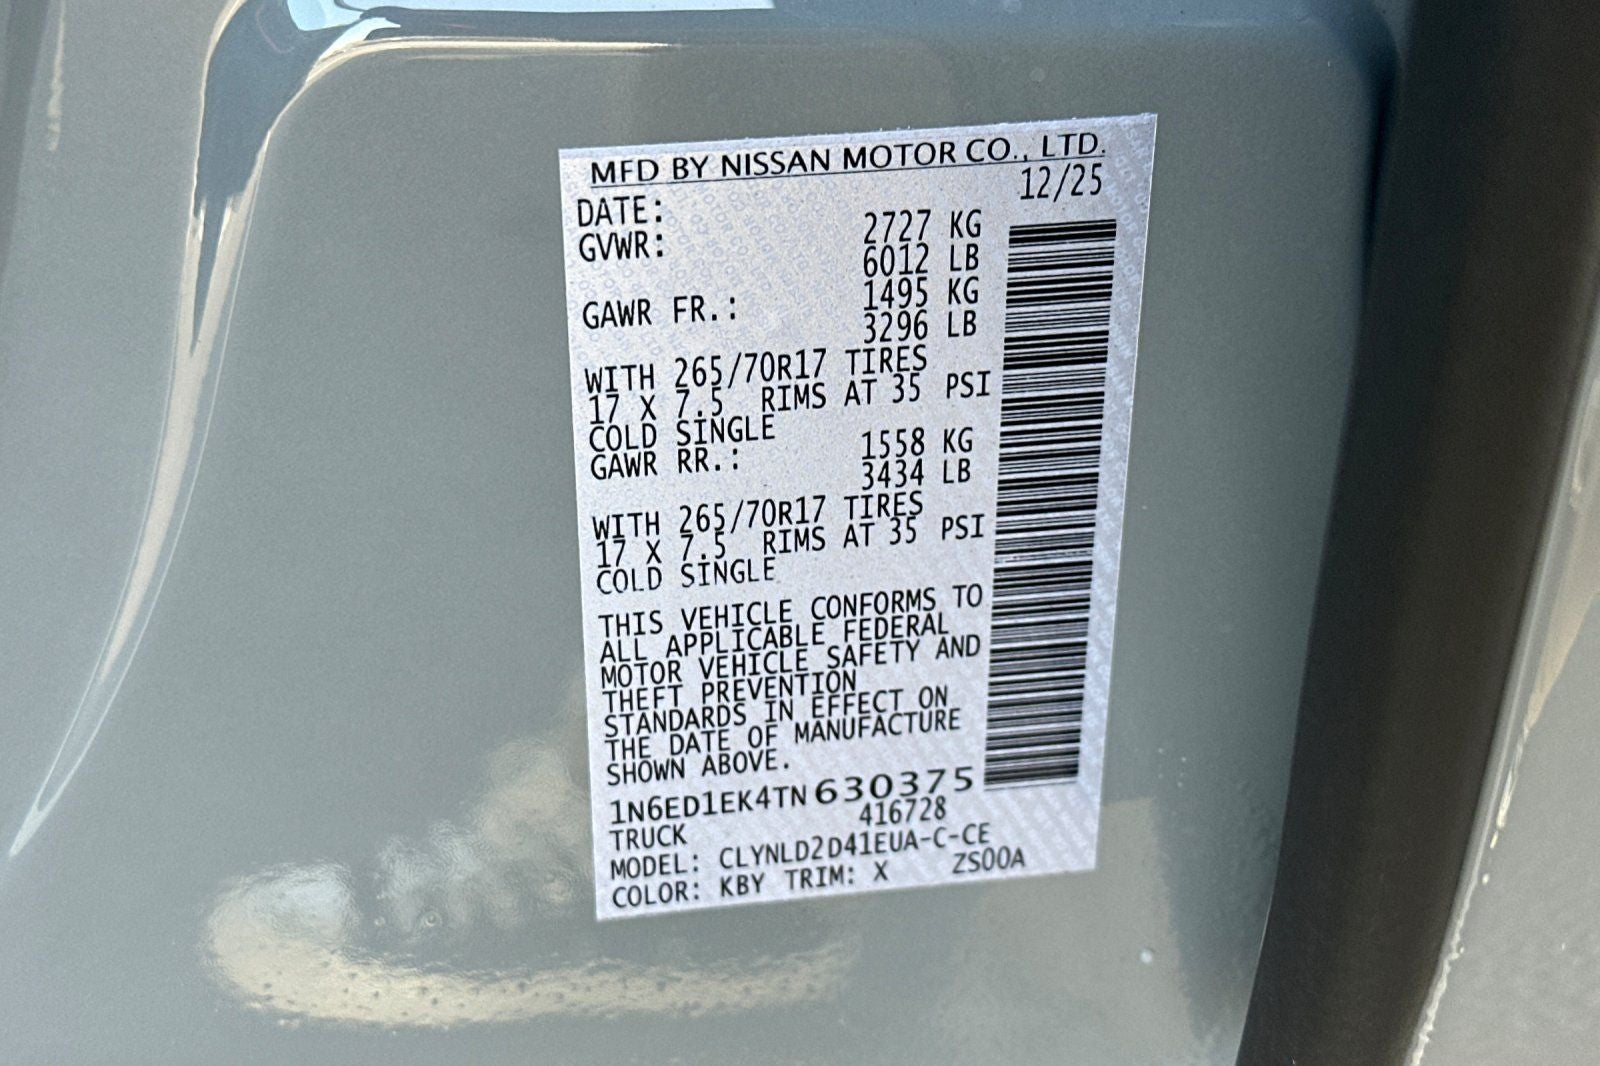 MFD BY NISSAN MOTOR CO., LTD.
DATE: 12/25
GVWR: 2727 KG
6012 LB
GAWR FR.: 1495 KG
3296 LB
WITH 265/70R17 TIRES
17 X 7.5 RIMS AT 35 PSI
COLD SINGLE
GAWR RR.: 1558 KG
3434 LB
WITH 265/70R17 TIRES
17 X 7.5 RIMS AT 35 PSI
COLD SINGLE
THIS VEHICLE CONFORMS TO
ALL APPLICABLE FEDERAL
MOTOR VEHICLE SAFETY AND
THEFT PREVENTION
STANDARDS IN EFFECT ON
THE DATE OF MANUFACTURE
SHOWN ABOVE.
1N6ED1EK4TN630375
TRUCK 416728
MODEL: CLYNLD2D41EUA-C-CE
COLOR: KBY TRIM: X ZS00A